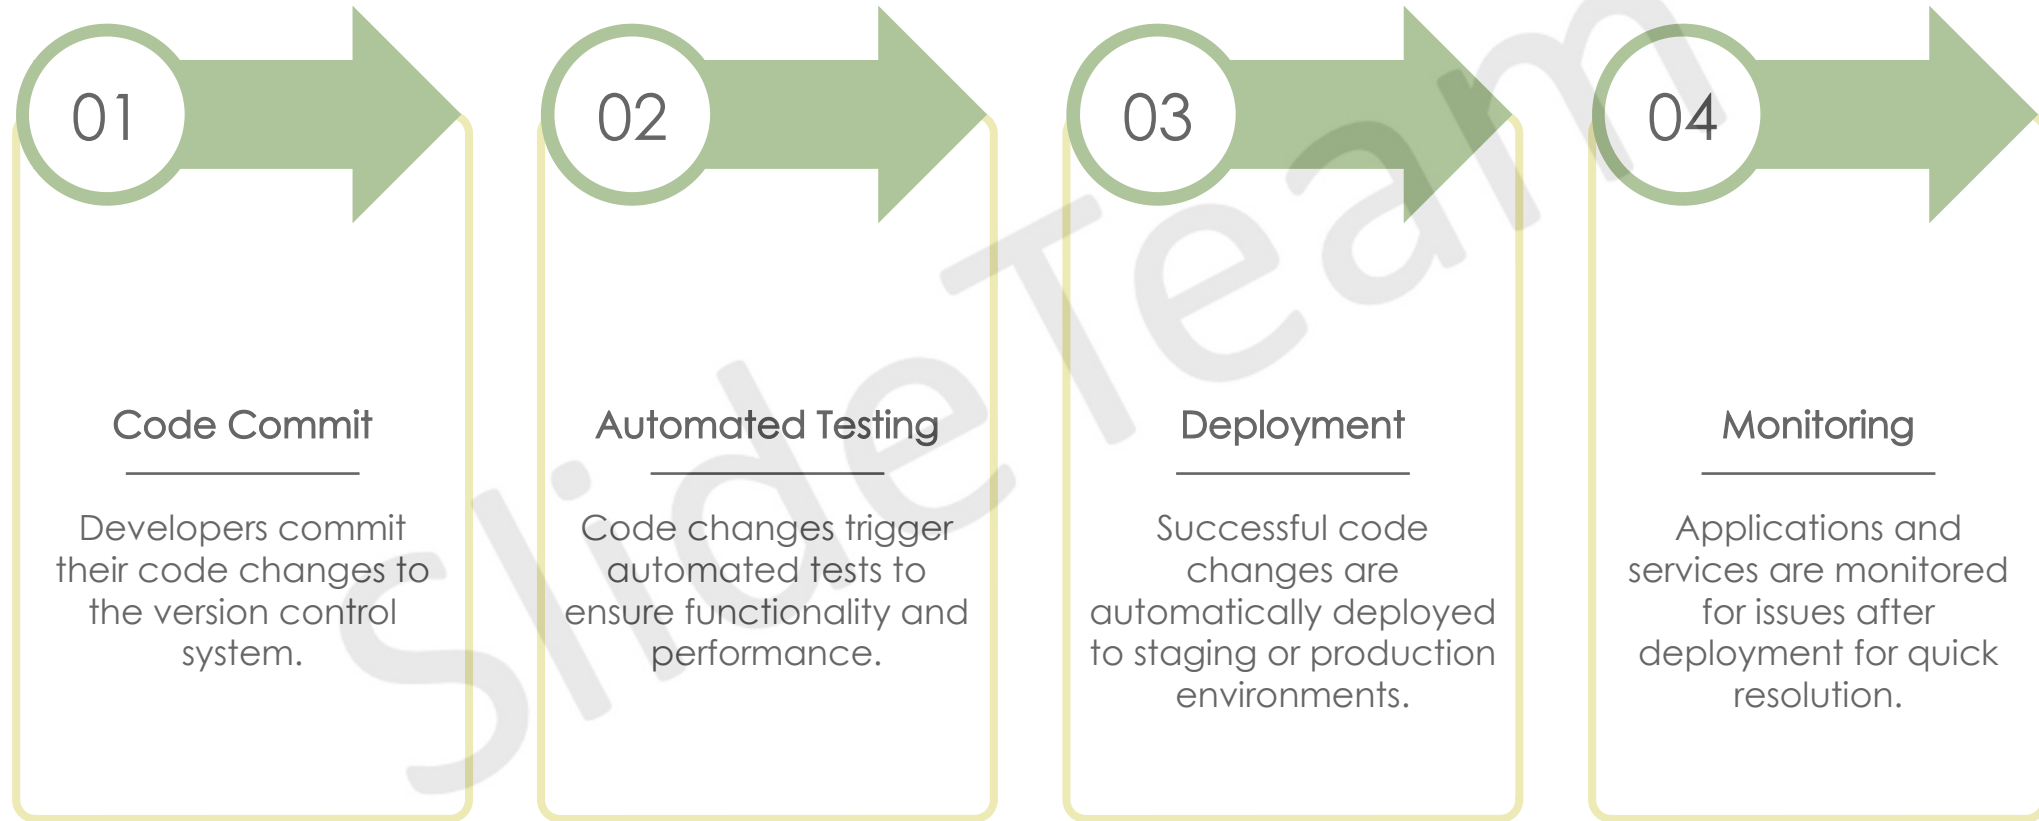 01
Code Commit
Developers commit
their code changes to
the version control
system.
02
Automated Testing
Code changes trigger
automated tests to
ensure functionality and
performance.
03
Deployment
Successful code
changes are
automatically deployed
to staging or production
environments.
04
Monitoring
Applications and
services are monitored
for issues after
deployment for quick
resolution.
SlideTeam